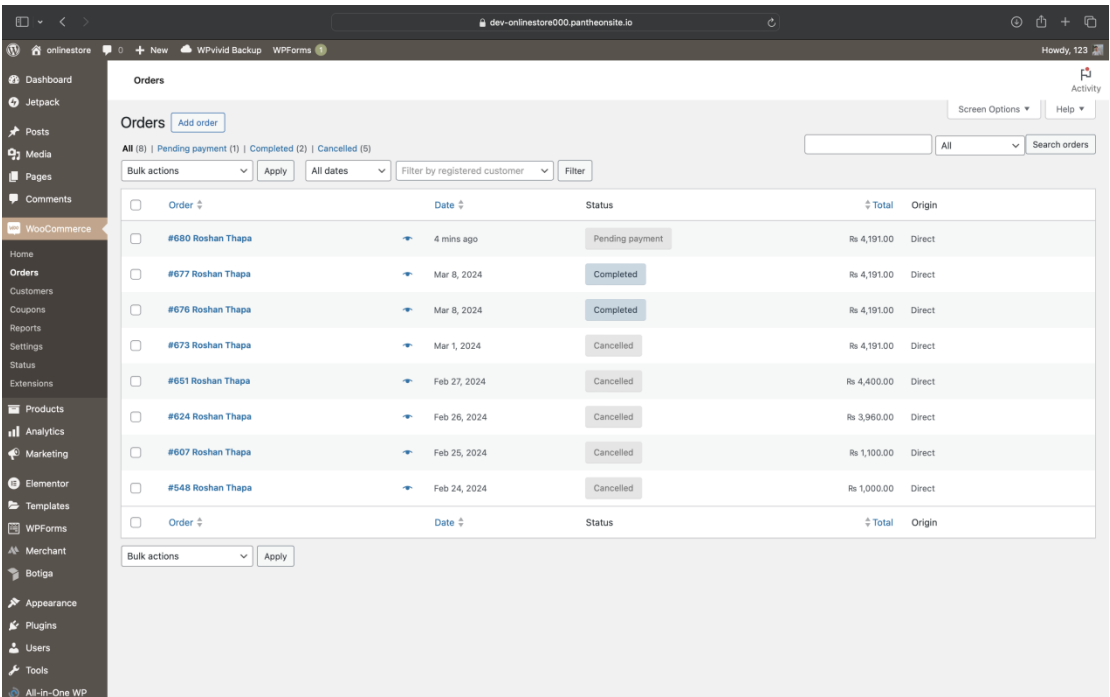 dev-onlinestore000.pantheonsite.io
onlinestore 0 + New WPvivid Backup WPForms 1 Howdy, 123
Dashboard
Jetpack
Posts
Media
Pages
Comments
WooCommerce
Home
Orders
Customers
Coupons
Reports
Settings
Status
Extensions
Products
Analytics
Marketing
Elementor
Templates
WPForms
Merchant
Botiga
Appearance
Plugins
Users
Tools
All-in-One WP
Orders
Activity
Screen Options ▼ Help ▼
Orders Add order
All (8) | Pending payment (1) | Completed (2) | Cancelled (5)
All Search orders
Bulk actions Apply All dates Filter by registered customer Filter
Order Date Status Total Origin
#680 Roshan Thapa 4 mins ago Pending payment Rs 4,191.00 Direct
#677 Roshan Thapa Mar 8, 2024 Completed Rs 4,191.00 Direct
#676 Roshan Thapa Mar 8, 2024 Completed Rs 4,191.00 Direct
#673 Roshan Thapa Mar 1, 2024 Cancelled Rs 4,191.00 Direct
#651 Roshan Thapa Feb 27, 2024 Cancelled Rs 4,400.00 Direct
#624 Roshan Thapa Feb 26, 2024 Cancelled Rs 3,960.00 Direct
#607 Roshan Thapa Feb 25, 2024 Cancelled Rs 1,100.00 Direct
#548 Roshan Thapa Feb 24, 2024 Cancelled Rs 1,000.00 Direct
Order Date Status Total Origin
Bulk actions Apply